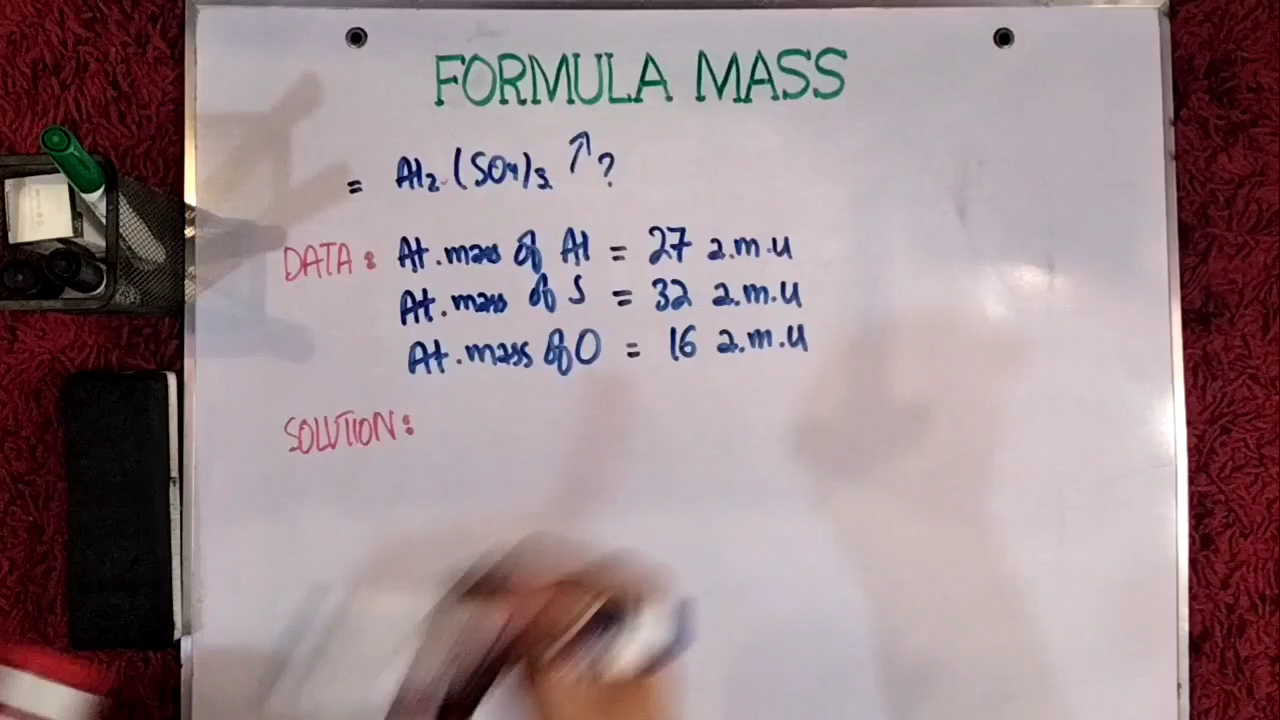 FORMULA MASS
= Al2 (SO4)3 ↗ ?
DATA: At. mass of Al = 27 a.m.u
At. mass of S = 32 a.m.u
At. mass of O = 16 a.m.u
SOLUTION: